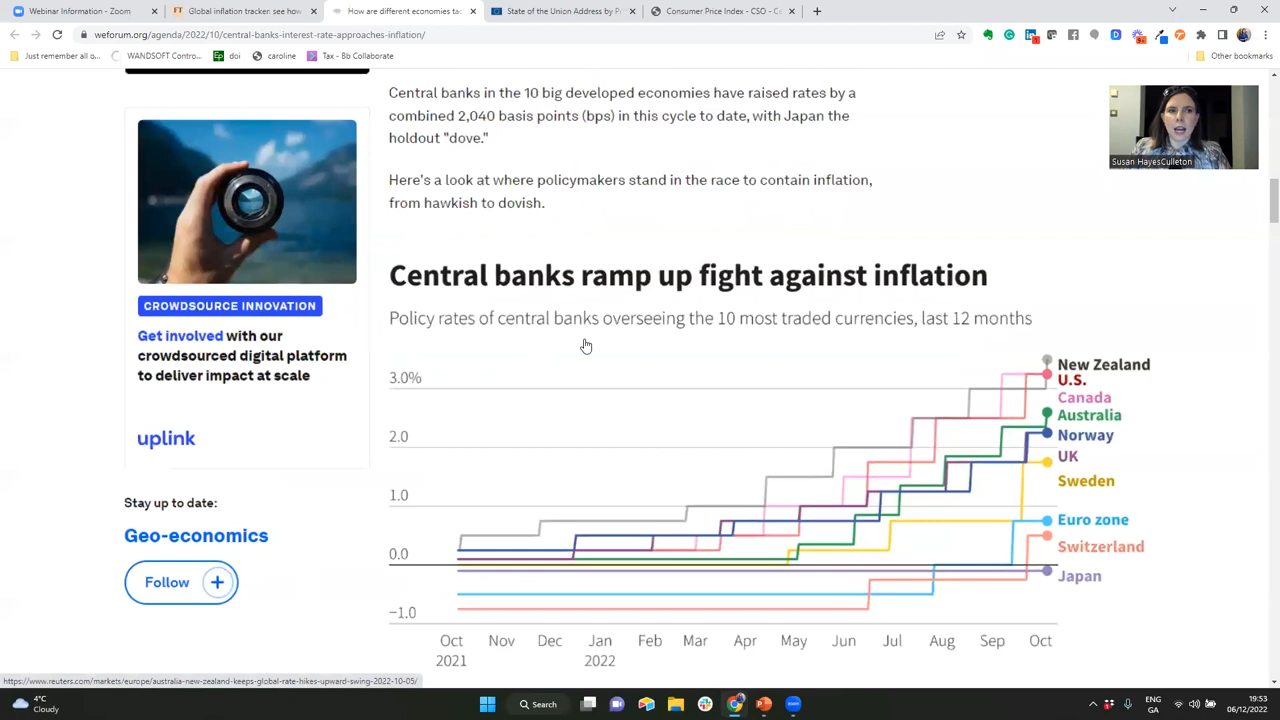 Webinar Information - Zoom
Global inflation tracker: see how
How are different economies tac
State of the Union Address by P
Consumer Price Index - CSO - C
weforum.org/agenda/2022/10/central-banks-interest-rate-approaches-inflation/
Just remember all o...
WANDSOFT Contro...
doi
caroline
Tax - Bb Collaborate
Other bookmarks
Central banks in the 10 big developed economies have raised rates by a
combined 2,040 basis points (bps) in this cycle to date, with Japan the
holdout "dove."
Here's a look at where policymakers stand in the race to contain inflation,
from hawkish to dovish.
Susan HayesCulleton
CROWDSOURCE INNOVATION
Get involved with our
crowdsourced digital platform
to deliver impact at scale
uplink
Stay up to date:
Geo-economics
Follow
Central banks ramp up fight against inflation
Policy rates of central banks overseeing the 10 most traded currencies, last 12 months
3.0%
2.0
1.0
0.0
−1.0
New Zealand
U.S.
Canada
Australia
Norway
UK
Sweden
Euro zone
Switzerland
Japan
Oct Nov Dec Jan Feb Mar Apr May Jun Jul Aug Sep Oct
2021 2022
https://www.reuters.com/markets/europe/australia-new-zealand-keeps-global-rate-hikes-upward-swing-2022-10-05/
4°C
Cloudy
Search
ENG
GA
19:53
06/12/2022